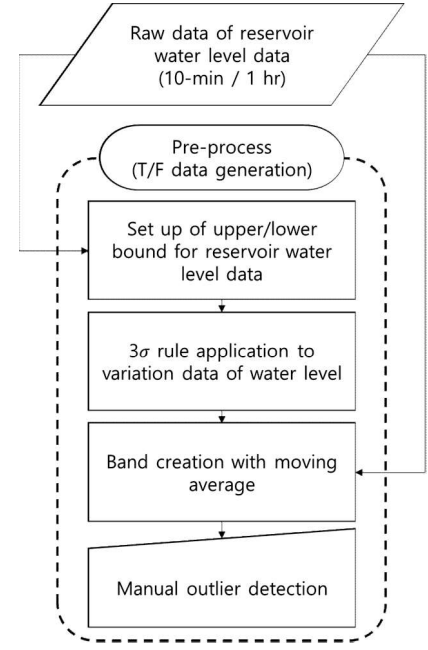 Raw data of reservoir
water level data
(10-min / 1 hr)
Pre-process
(T/F data generation)
Set up of upper/lower
bound for reservoir water
level data
3σ rule application to
variation data of water level
Band creation with moving
average
Manual outlier detection